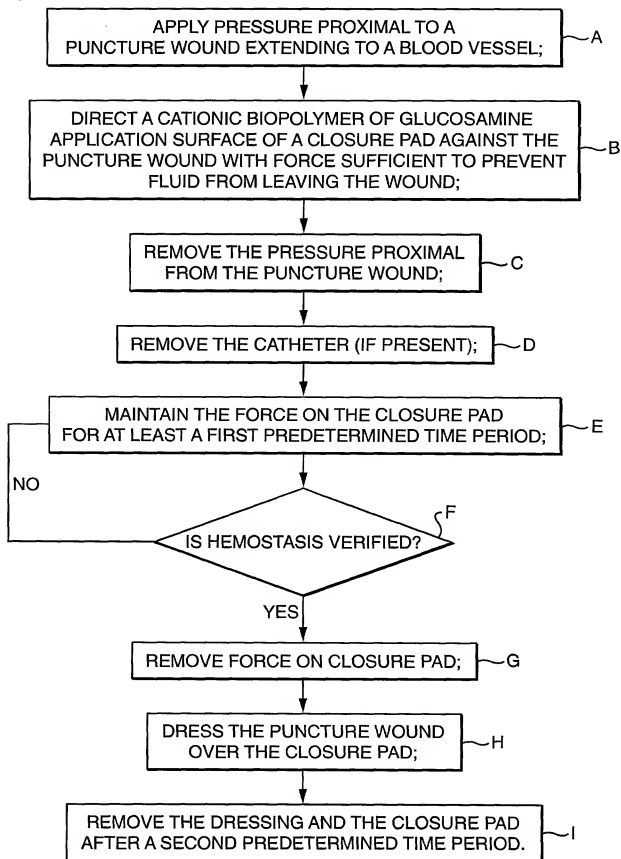 APPLY PRESSURE PROXIMAL TO A
PUNCTURE WOUND EXTENDING TO A BLOOD VESSEL;
A
DIRECT A CATIONIC BIOPOLYMER OF GLUCOSAMINE
APPLICATION SURFACE OF A CLOSURE PAD AGAINST THE
PUNCTURE WOUND WITH FORCE SUFFICIENT TO PREVENT
FLUID FROM LEAVING THE WOUND;
B
REMOVE THE PRESSURE PROXIMAL
FROM THE PUNCTURE WOUND;
C
REMOVE THE CATHETER (IF PRESENT);
D
MAINTAIN THE FORCE ON THE CLOSURE PAD
FOR AT LEAST A FIRST PREDETERMINED TIME PERIOD;
E
NO
F
IS HEMOSTASIS VERIFIED?
YES
REMOVE FORCE ON CLOSURE PAD;
G
DRESS THE PUNCTURE WOUND
OVER THE CLOSURE PAD;
H
REMOVE THE DRESSING AND THE CLOSURE PAD
AFTER A SECOND PREDETERMINED TIME PERIOD.
I